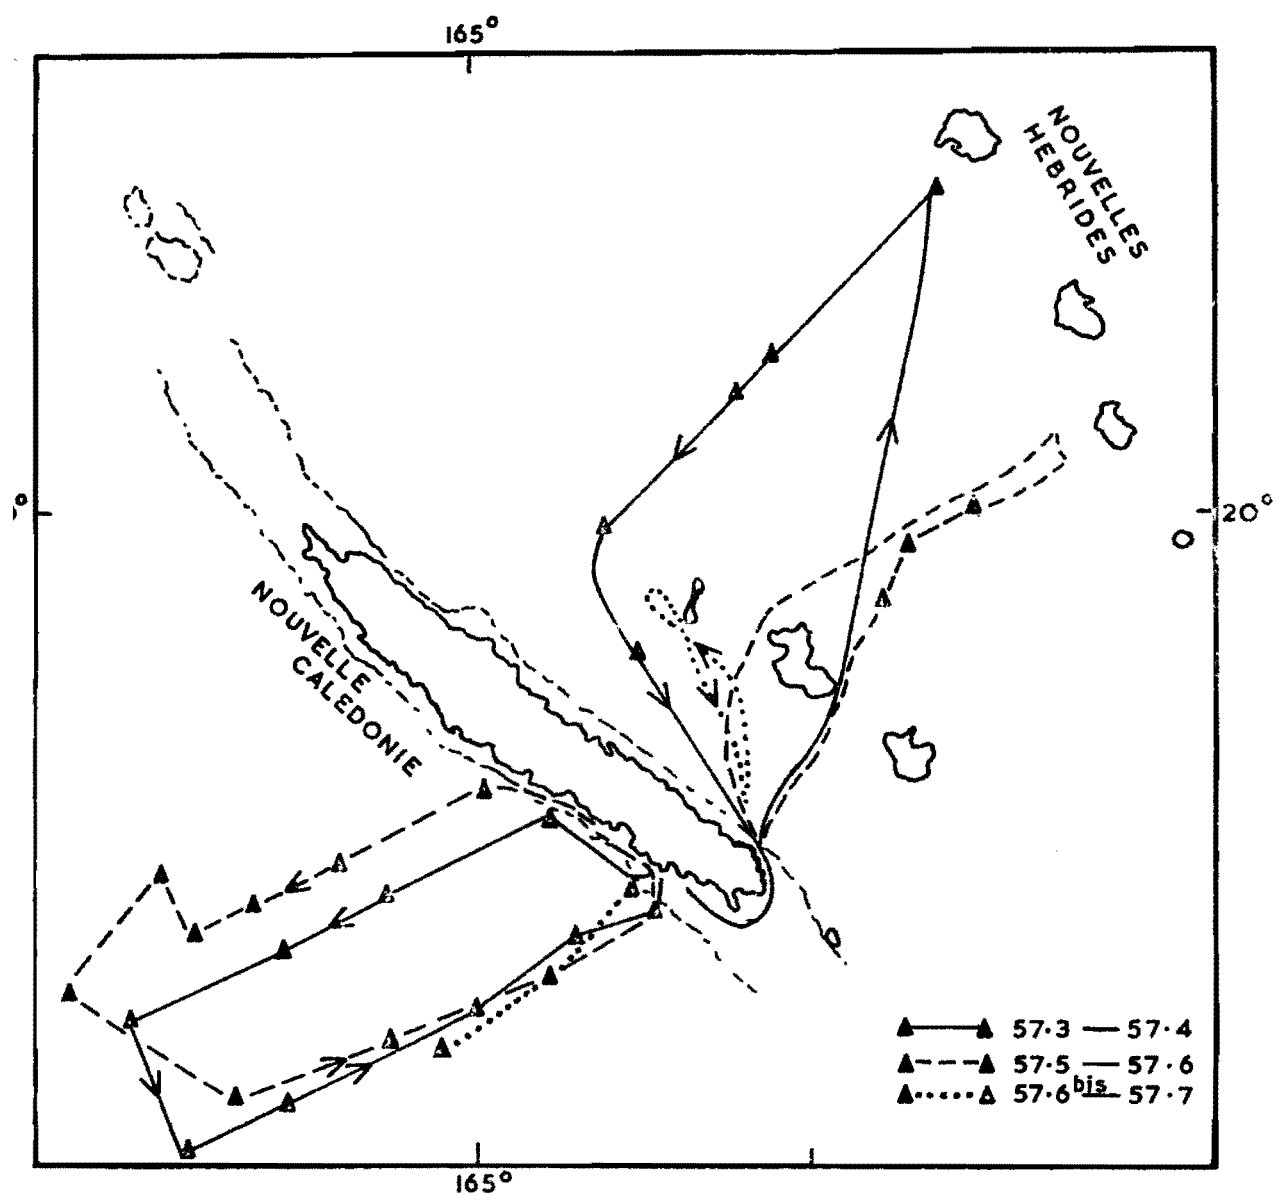 165°
NOUVELLES
HEBRIDES
°
20°
NOUVELLE
CALEDONIE
57·3 — 57·4
57·5 — 57·6
57·6 bis — 57·7
165°